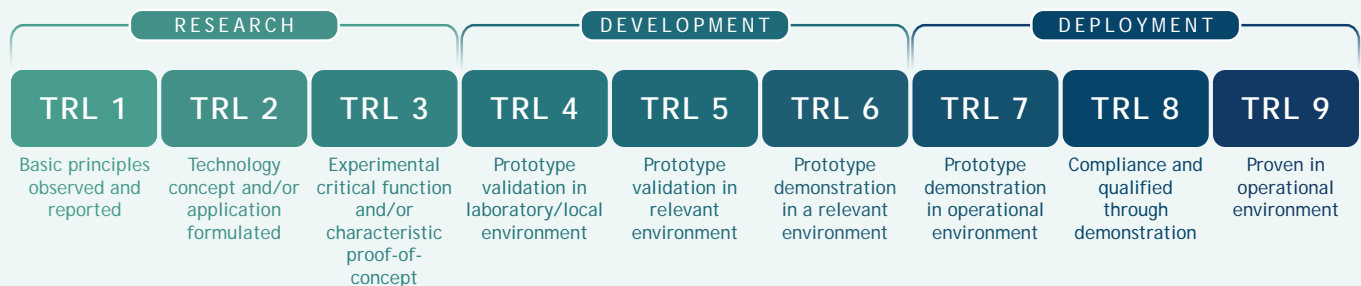 RESEARCH
DEVELOPMENT
DEPLOYMENT
TRL 1
TRL 2
TRL 3
TRL 4
TRL 5
TRL 6
TRL 7
TRL 8
TRL 9
Basic principles
observed and
reported
Technology
concept and/or
application
formulated
Experimental
critical function
and/or
characteristic
proof-of-
concept
Prototype
validation in
laboratory/local
environment
Prototype
validation in
relevant
environment
Prototype
demonstration
in a relevant
environment
Prototype
demonstration
in operational
environment
Compliance and
qualified
through
demonstration
Proven in
operational
environment